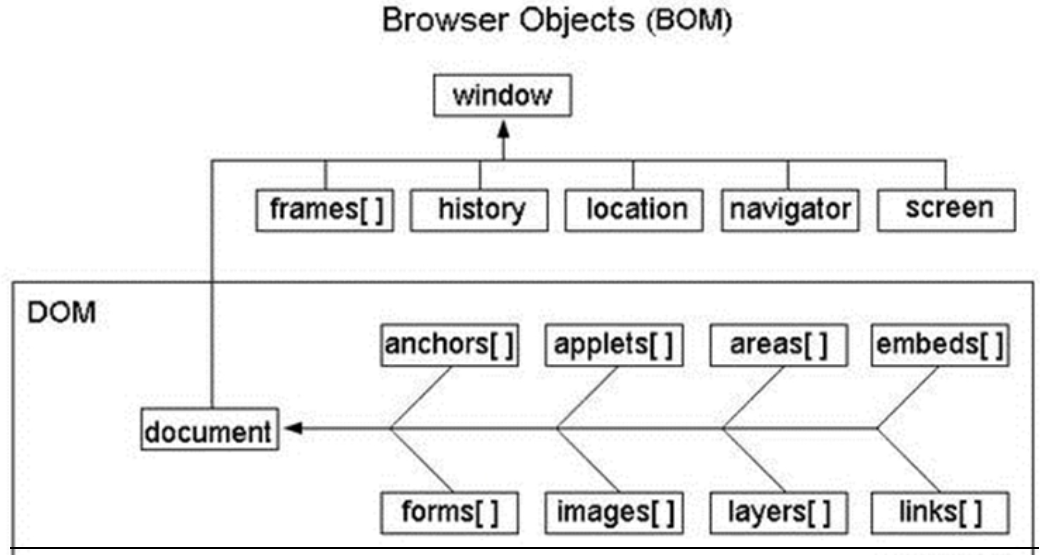 Browser Objects (BOM)
window
frames[ ] history location navigator screen
DOM
anchors[ ] applets[ ] areas[ ] embeds[ ]
document
forms[ ] images[ ] layers[ ] links[ ]